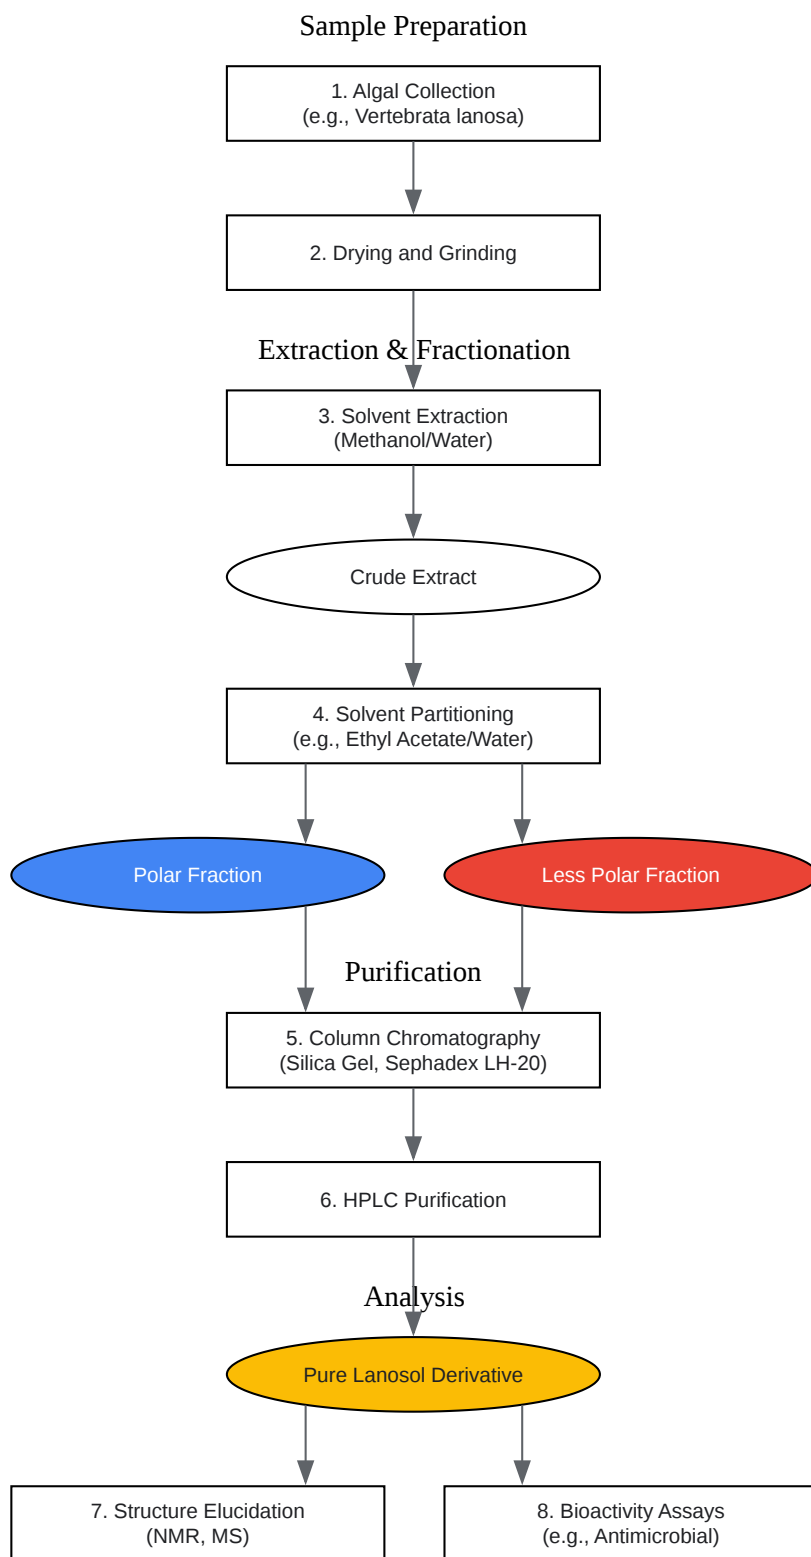 Sample Preparation
1. Algal Collection
(e.g., Vertebrata lanosa)
2. Drying and Grinding
Extraction & Fractionation
3. Solvent Extraction
(Methanol/Water)
Crude Extract
4. Solvent Partitioning
(e.g., Ethyl Acetate/Water)
Polar Fraction
Less Polar Fraction
Purification
5. Column Chromatography
(Silica Gel, Sephadex LH-20)
6. HPLC Purification
Analysis
Pure Lanosol Derivative
7. Structure Elucidation
(NMR, MS)
8. Bioactivity Assays
(e.g., Antimicrobial)